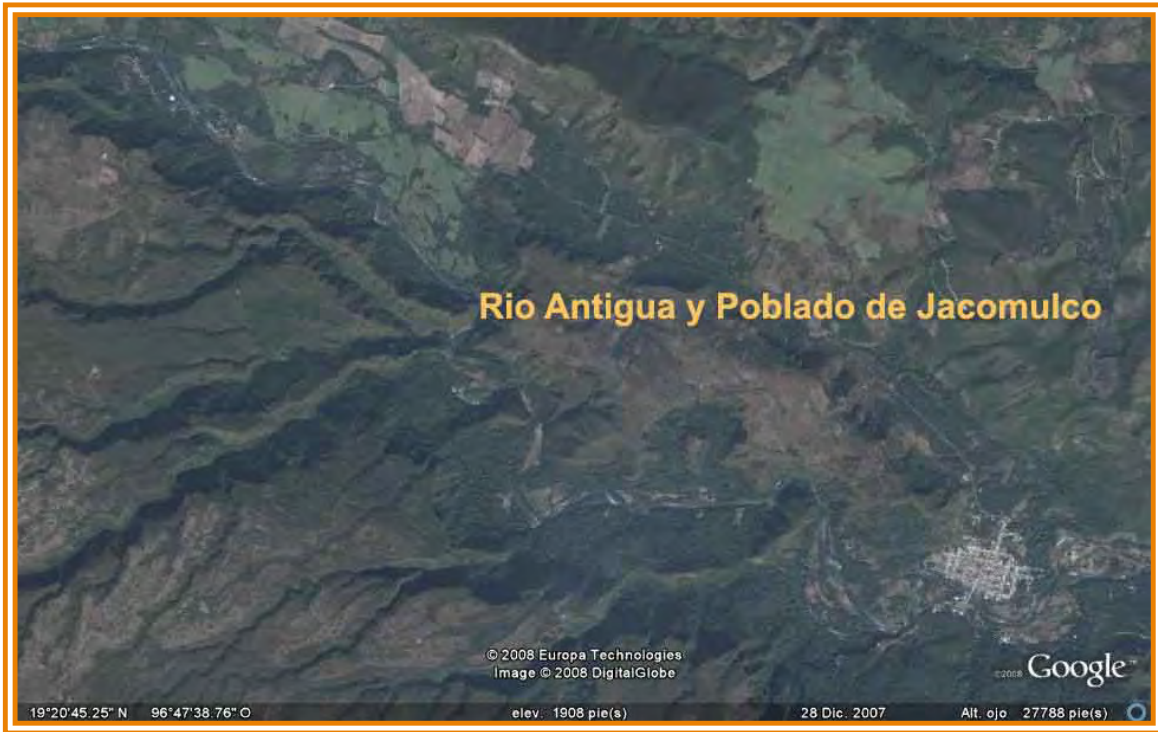 Rio Antigua y Poblado de Jacomulco
© 2008 Europa Technologies
Image © 2008 DigitalGlobe
©2008 Google™
19°20'45.25" N 96°47'38.76" O elev. 1908 pie(s) 28 Dic. 2007 Alt. ojo 27788 pie(s)